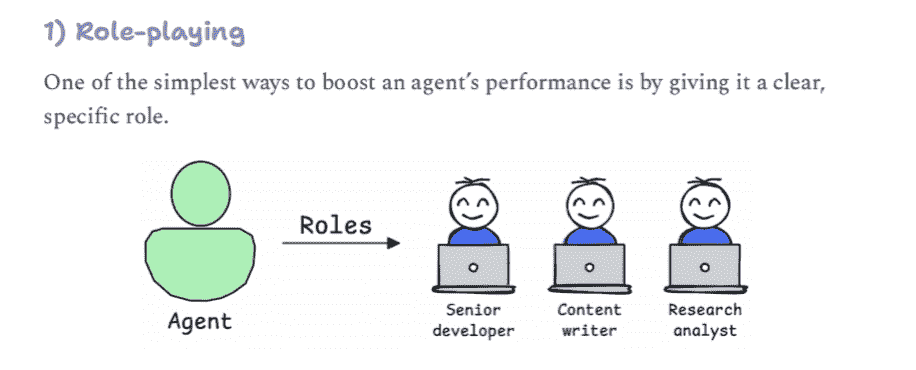 1) Role-playing
One of the simplest ways to boost an agent’s performance is by giving it a clear,
specific role.
Roles
Agent
Senior
developer
Content
writer
Research
analyst